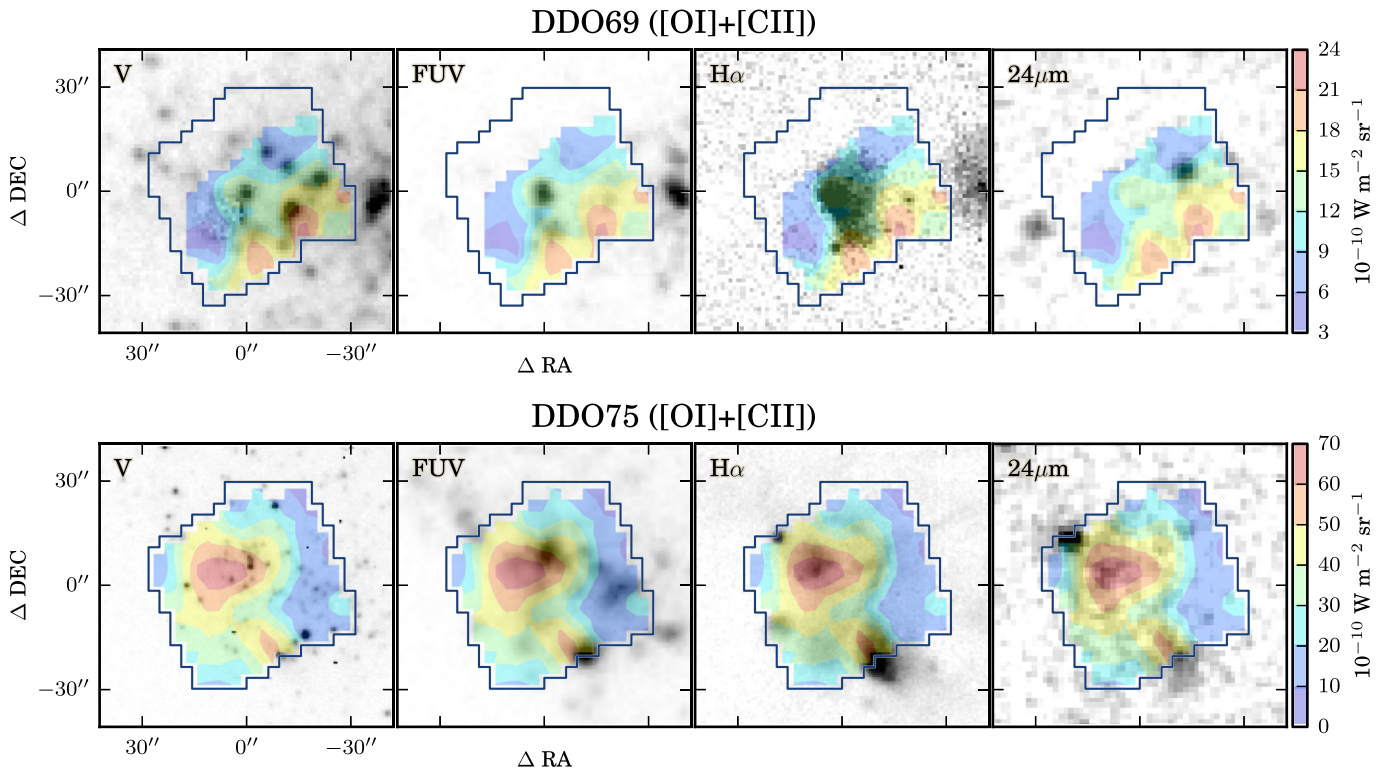 DDO69 ([OI]+[CII])
V
FUV
Hα
24μm
30′′
0′′
−30′′
Δ DEC
30′′ 0′′ −30′′
Δ RA
24
21
18
15
12
9
6
3
10⁻¹⁰ W m⁻² sr⁻¹
DDO75 ([OI]+[CII])
V
FUV
Hα
24μm
30′′
0′′
−30′′
Δ DEC
30′′ 0′′ −30′′
Δ RA
70
60
50
40
30
20
10
0
10⁻¹⁰ W m⁻² sr⁻¹